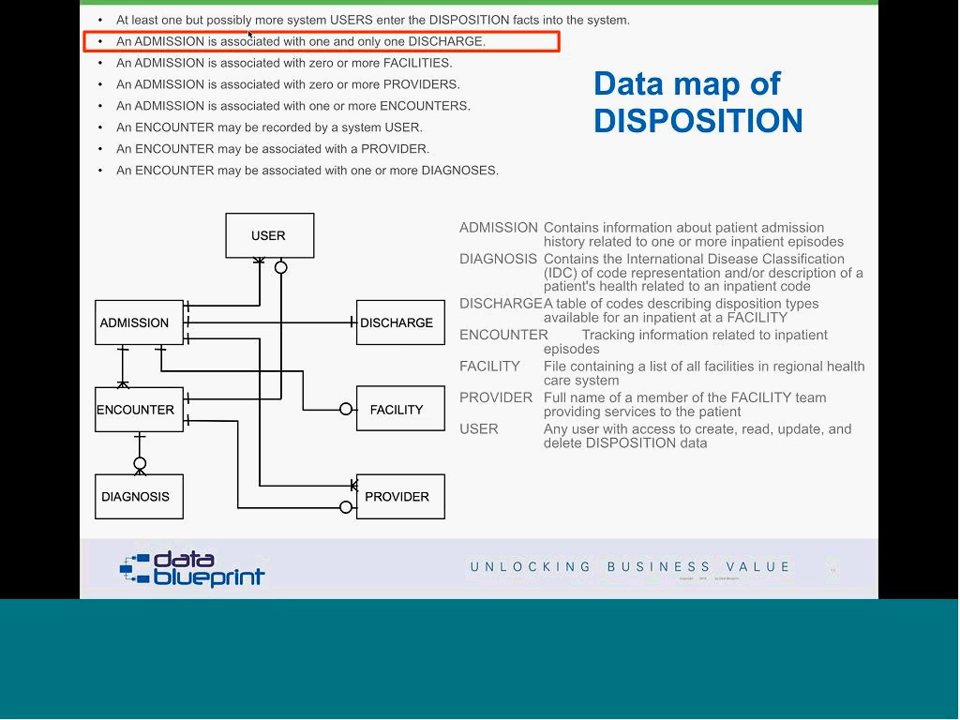 • At least one but possibly more system USERS enter the DISPOSITION facts into the system.
• An ADMISSION is associated with one and only one DISCHARGE.
• An ADMISSION is associated with zero or more FACILITIES.
• An ADMISSION is associated with zero or more PROVIDERS.
• An ADMISSION is associated with one or more ENCOUNTERS.
• An ENCOUNTER may be recorded by a system USER.
• An ENCOUNTER may be associated with a PROVIDER.
• An ENCOUNTER may be associated with one or more DIAGNOSES.
Data map of
DISPOSITION
USER
ADMISSION
DISCHARGE
ENCOUNTER
FACILITY
DIAGNOSIS
PROVIDER
ADMISSION Contains information about patient admission
history related to one or more inpatient episodes
DIAGNOSIS Contains the International Disease Classification
(IDC) of code representation and/or description of a
patient's health related to an inpatient code
DISCHARGE A table of codes describing disposition types
available for an inpatient at a FACILITY
ENCOUNTER Tracking information related to inpatient
episodes
FACILITY File containing a list of all facilities in regional health
care system
PROVIDER Full name of a member of the FACILITY team
providing services to the patient
USER Any user with access to create, read, update, and
delete DISPOSITION data
data
blueprint
UNLOCKING BUSINESS VALUE